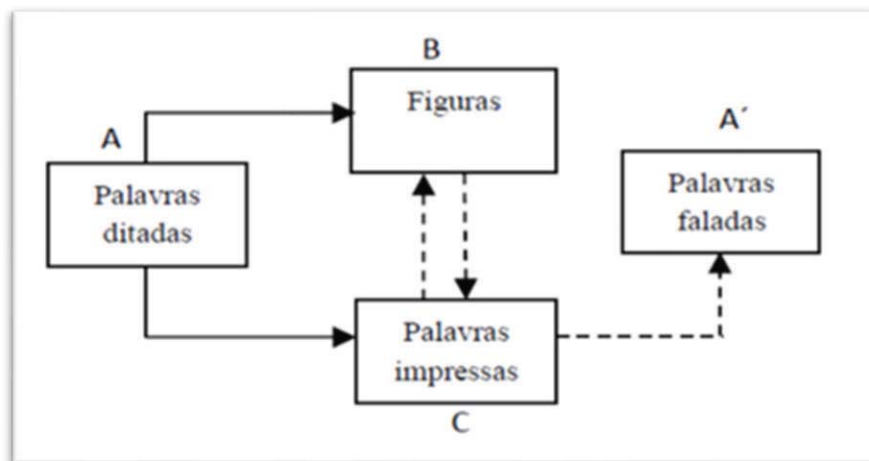 B
Figuras
A
Palavras
ditadas
A´
Palavras
faladas
Palavras
impressas
C